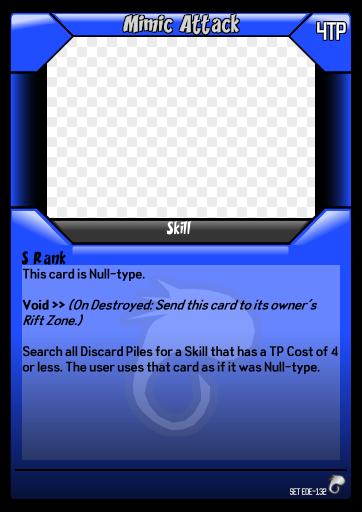 Mimic Attack
4TP
Skill
S Rank
This card is Null-type.
Void >> (On Destroyed: Send this card to its owner's
Rift Zone.)
Search all Discard Piles for a Skill that has a TP Cost of 4
or less. The user uses that card as if it was Null-type.
SET EDE-132